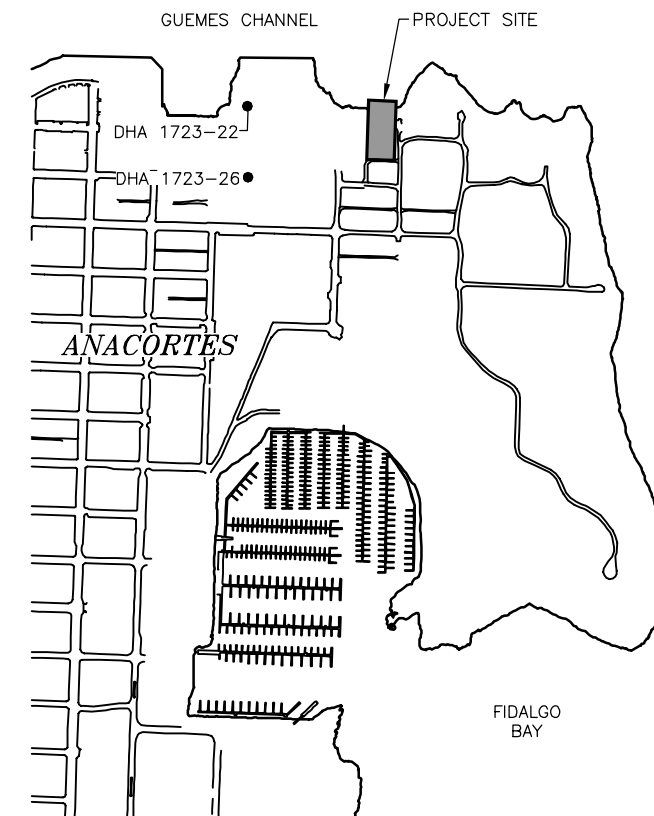 GUEMES CHANNEL
PROJECT SITE
DHA 1723-22
DHA 1723-26
ANACORTES
FIDALGO
BAY